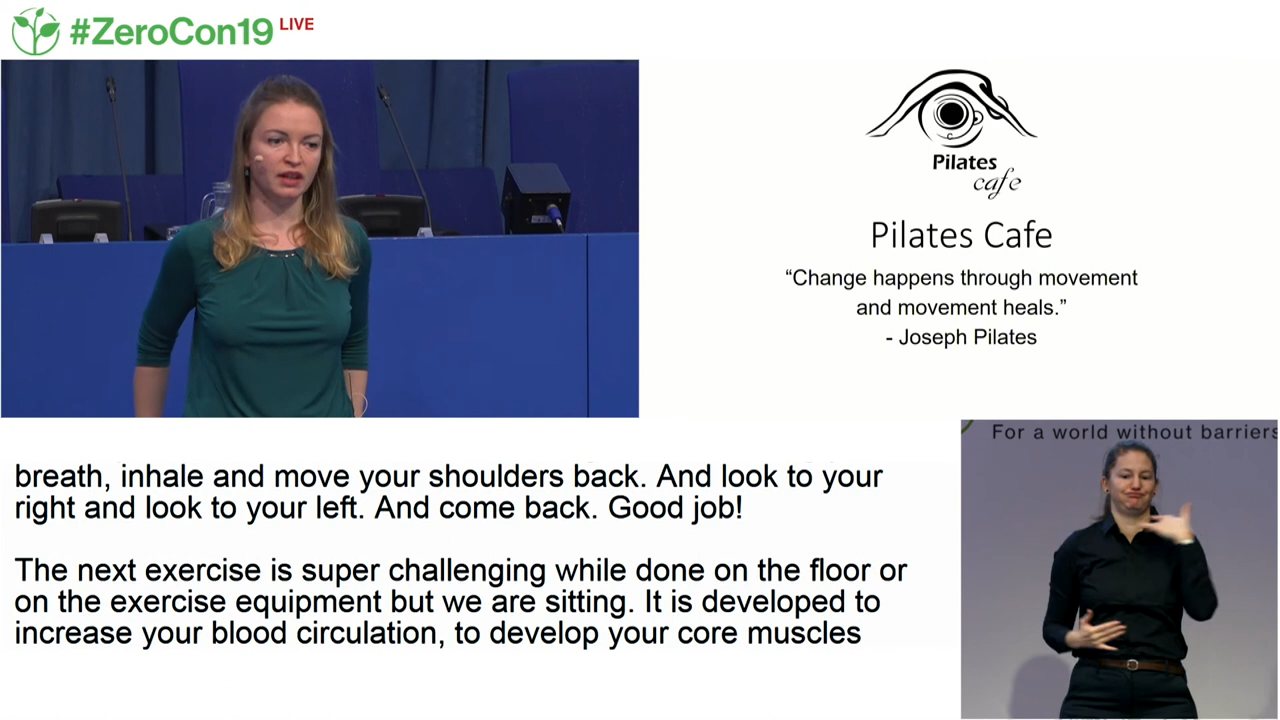 #ZeroCon19 LIVE
Pilates
cafe
Pilates Cafe
“Change happens through movement
and movement heals.”
- Joseph Pilates
For a world without barriers
breath, inhale and move your shoulders back. And look to your
right and look to your left. And come back. Good job!
The next exercise is super challenging while done on the floor or
on the exercise equipment but we are sitting. It is developed to
increase your blood circulation, to develop your core muscles